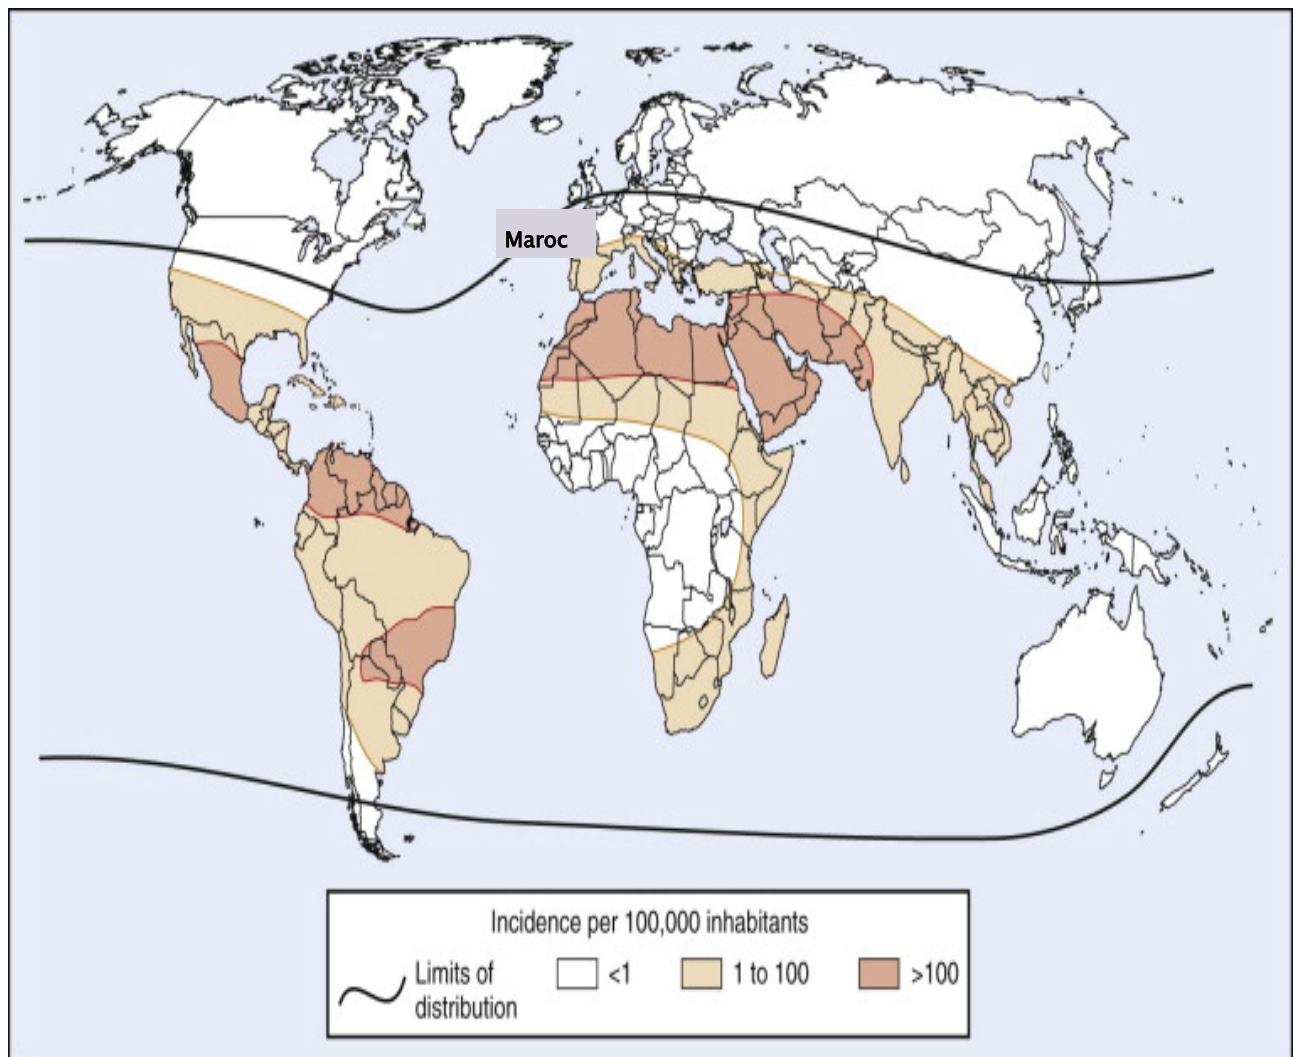 Maroc
Incidence per 100,000 inhabitants
Limits of
distribution
<1
1 to 100
>100